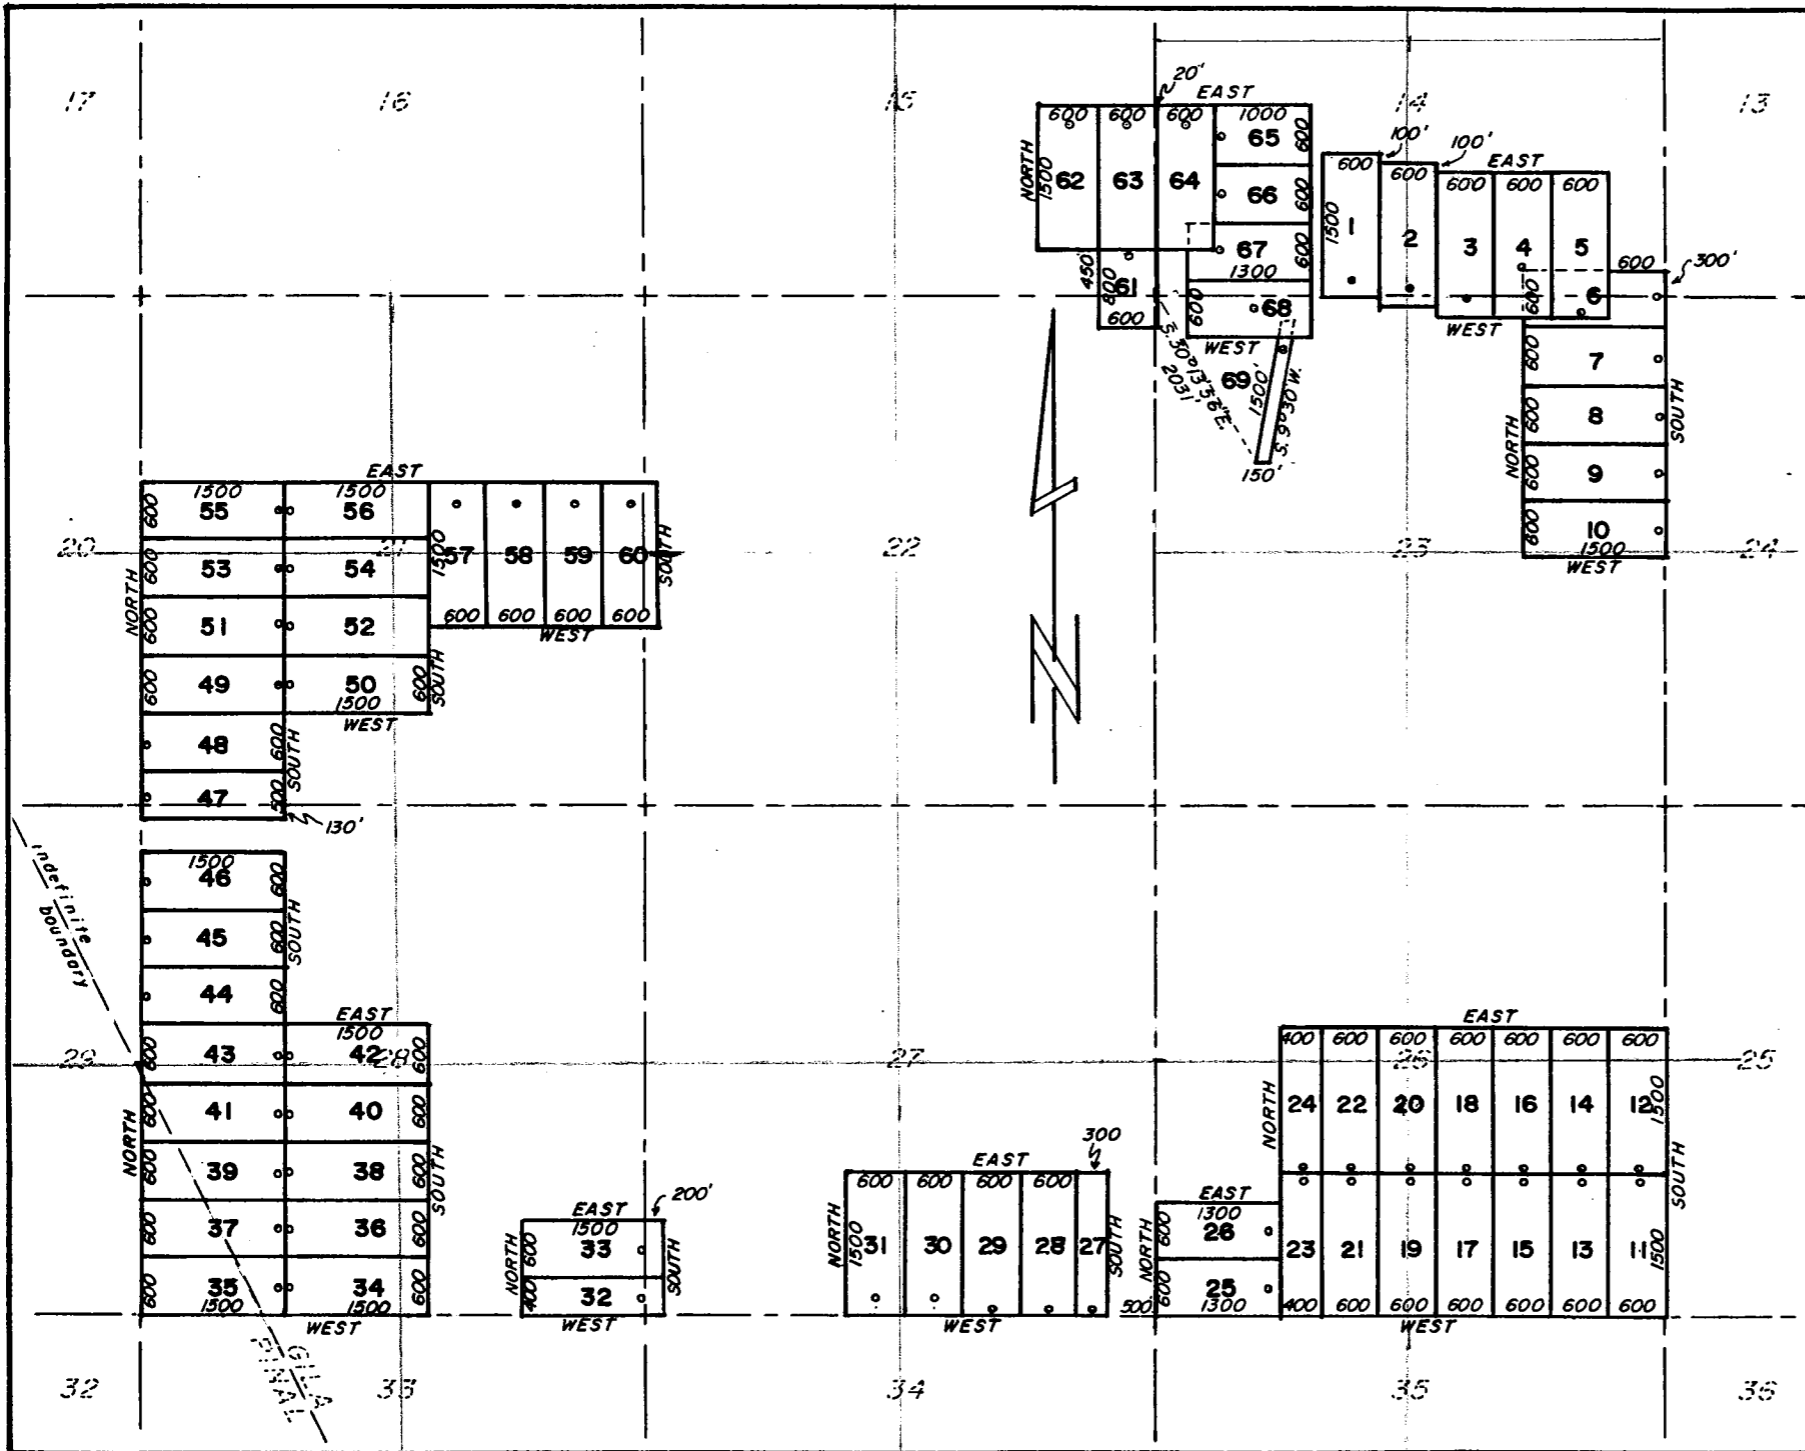 17 16 15 14 13
20'
EAST
600 600 600 1000
62 63 64 65 600
NORTH 1500
66 600
67 600
1300
450' 800 61
600
600 68
WEST
S. 30° 13' 56" E.
2031'
69 1500' S. 9° 30' W.
150'
100' 100'
EAST
600 600 600 600 600
1500 1 2 3 4 5
600 300'
600 6
WEST
600 7
600 8
SOUTH
NORTH
600 9
600 10
1500
WEST
EAST
1500 1500
600 55 56
20 21 22 23 24
600 53 54
1500 57 58 59 60
SOUTH
NORTH
600 51 52
600 600 600 600
WEST
600 49 50 600
SOUTH
1500
WEST
48 600
SOUTH
47 500
130'
Indefinite
boundary
1500
46 600
45 600
SOUTH
44 600
EAST
1500
600 43 42 600
29 28 27 26 25
600 41 40 600
NORTH
600 39 38 600
SOUTH
600 37 36 600
600 35 34 600
1500 1500
WEST
GILA
PINAL
EAST
200'
1500
NORTH 600 33
400 32
SOUTH
WEST
300
EAST
600 600 600 600
NORTH 1500 31 30 29 28 27 SOUTH
WEST
500
EAST
1300
NORTH 600 26
600 25
1300
EAST
400 600 600 600 600 600 600
NORTH
24 22 20 18 16 14 12 1500
SOUTH
23 21 19 17 15 13 11 1500
400 600 600 600 600 600 600
WEST
32 33 34 35 36